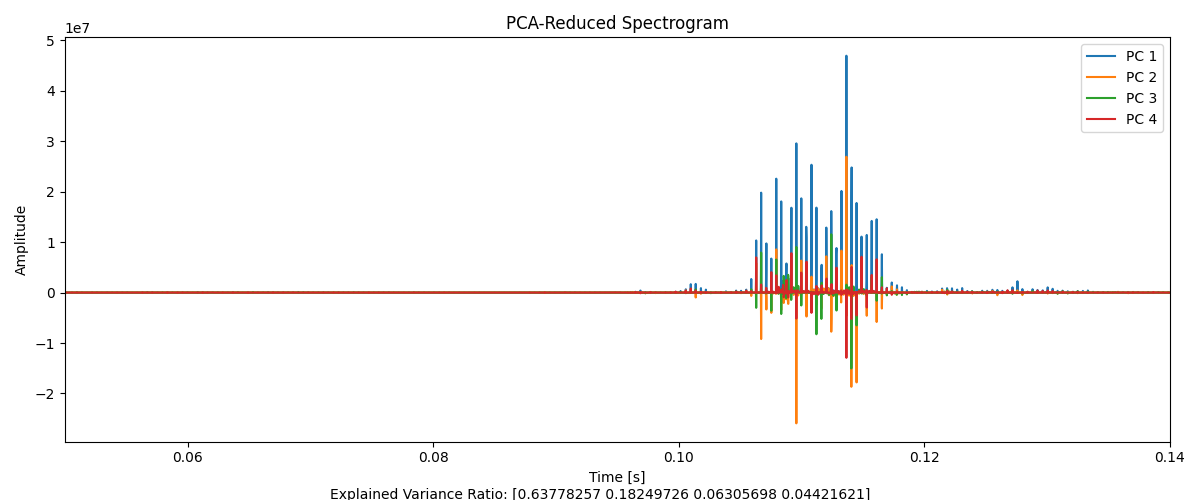 PCA-Reduced Spectrogram
1e7
5
4
3
2
1
0
−1
−2
Amplitude
PC 1
PC 2
PC 3
PC 4
0.06 0.08 0.10 0.12 0.14
Time [s]
Explained Variance Ratio: [0.63778257 0.18249726 0.06305698 0.04421621]